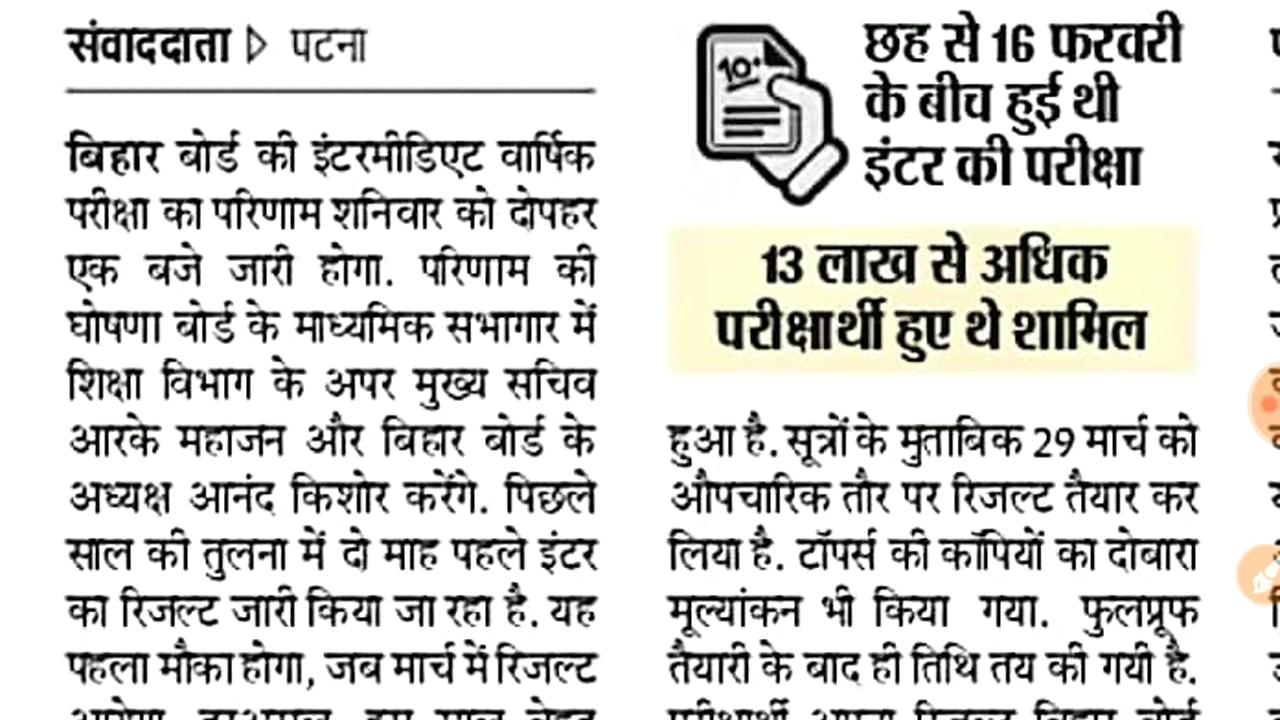 संवाददाता ▷ पटना
बिहार बोर्ड की इंटरमीडिएट वार्षिक
परीक्षा का परिणाम शनिवार को दोपहर
एक बजे जारी होगा. परिणाम की
घोषणा बोर्ड के माध्यमिक सभागार में
शिक्षा विभाग के अपर मुख्य सचिव
आरके महाजन और बिहार बोर्ड के
अध्यक्ष आनंद किशोर करेंगे. पिछले
साल की तुलना में दो माह पहले इंटर
का रिजल्ट जारी किया जा रहा है. यह
पहला मौका होगा, जब मार्च में रिजल्ट
10+
छह से 16 फरवरी
के बीच हुई थी
इंटर की परीक्षा
13 लाख से अधिक
परीक्षार्थी हुए थे शामिल
हुआ है. सूत्रों के मुताबिक 29 मार्च को
औपचारिक तौर पर रिजल्ट तैयार कर
लिया है. टॉपर्स की कॉपियों का दोबारा
मूल्यांकन भी किया गया. फुलप्रूफ
तैयारी के बाद ही तिथि तय की गयी है.